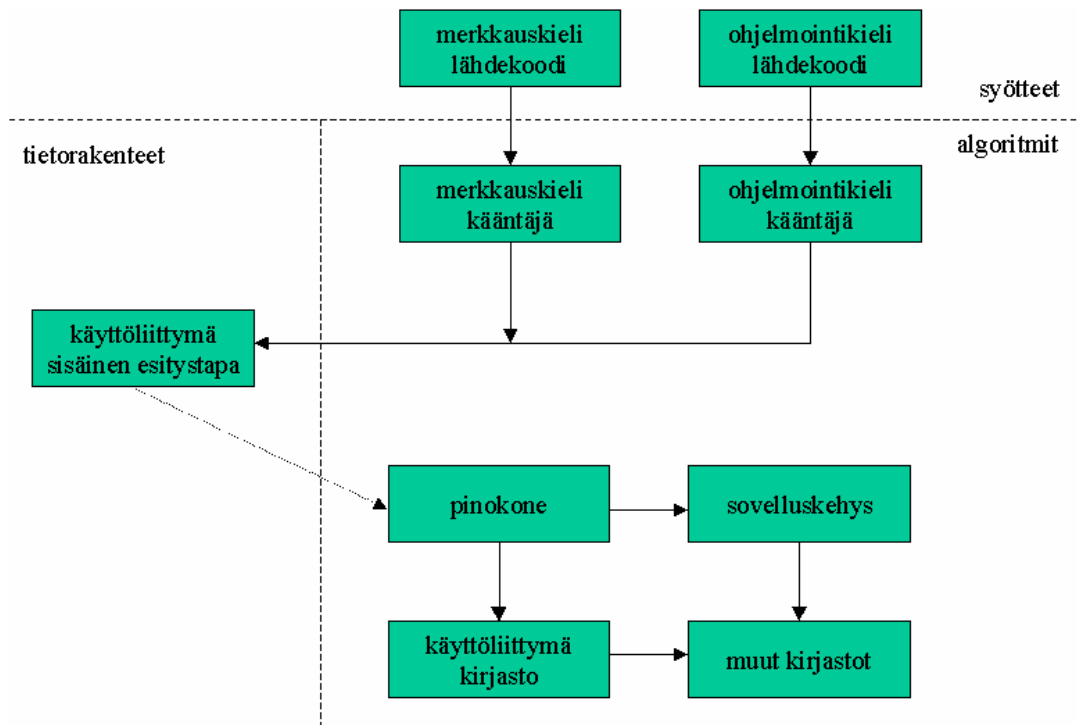 merkkauskieli
lähdekoodi
ohjelmointikieli
lähdekoodi
syötteet
tietorakenteet
algoritmit
merkkauskieli
kääntäjä
ohjelmointikieli
kääntäjä
käyttöliittymä
sisäinen esitystapa
pinokone
sovelluskehys
käyttöliittymä
kirjasto
muut kirjastot